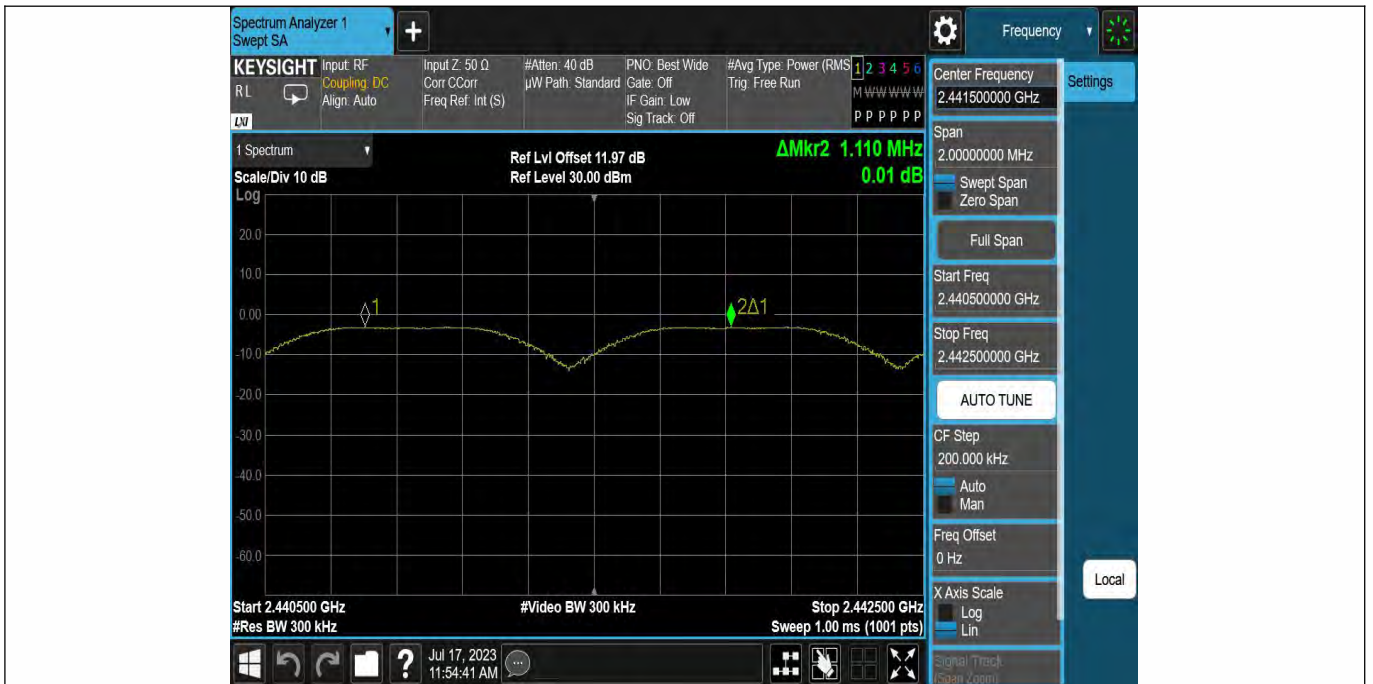 Spectrum Analyzer 1
Swept SA
Frequency
KEYSIGHT
RL
LXI
Input: RF
Coupling: DC
Align: Auto
Input Z: 50 Ω
Corr CCorr
Freq Ref: Int (S)
#Atten: 40 dB
µW Path: Standard
PNO: Best Wide
Gate: Off
IF Gain: Low
Sig Track: Off
#Avg Type: Power (RMS
Trig: Free Run
1 2 3 4 5 6
M W W W W W
P P P P P P
1 Spectrum
Scale/Div 10 dB
Ref Lvl Offset 11.97 dB
Ref Level 30.00 dBm
ΔMkr2 1.110 MHz
0.01 dB
Log
20.0
10.0
0.00
-10.0
-20.0
-30.0
-40.0
-50.0
-60.0
1
2Δ1
Start 2.440500 GHz
#Res BW 300 kHz
#Video BW 300 kHz
Stop 2.442500 GHz
Sweep 1.00 ms (1001 pts)
Jul 17, 2023
11:54:41 AM
Center Frequency
2.441500000 GHz
Settings
Span
2.00000000 MHz
Swept Span
Zero Span
Full Span
Start Freq
2.440500000 GHz
Stop Freq
2.442500000 GHz
AUTO TUNE
CF Step
200.000 kHz
Auto
Man
Freq Offset
0 Hz
X Axis Scale
Log
Lin
Signal Track
(Span Zoom)
Local